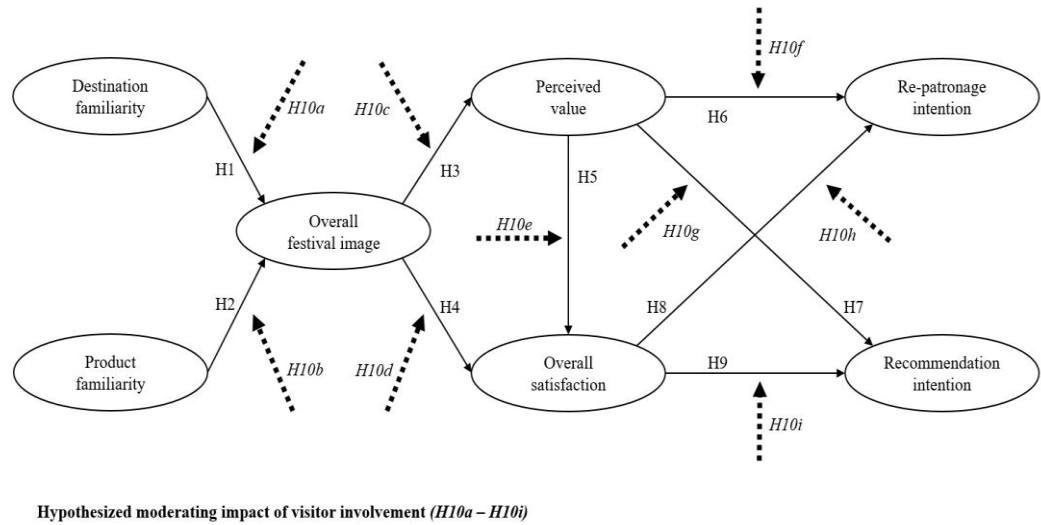 H10f
Destination
familiarity
H10a
H10c
Perceived
value
Re-patronage
intention
H6
H1
H3
H5
Overall
festival image
H10e
H10g
H10h
H2
H4
H8
H7
Product
familiarity
H10b
H10d
Overall
satisfaction
H9
Recommendation
intention
H10i
Hypothesized moderating impact of visitor involvement (H10a – H10i)